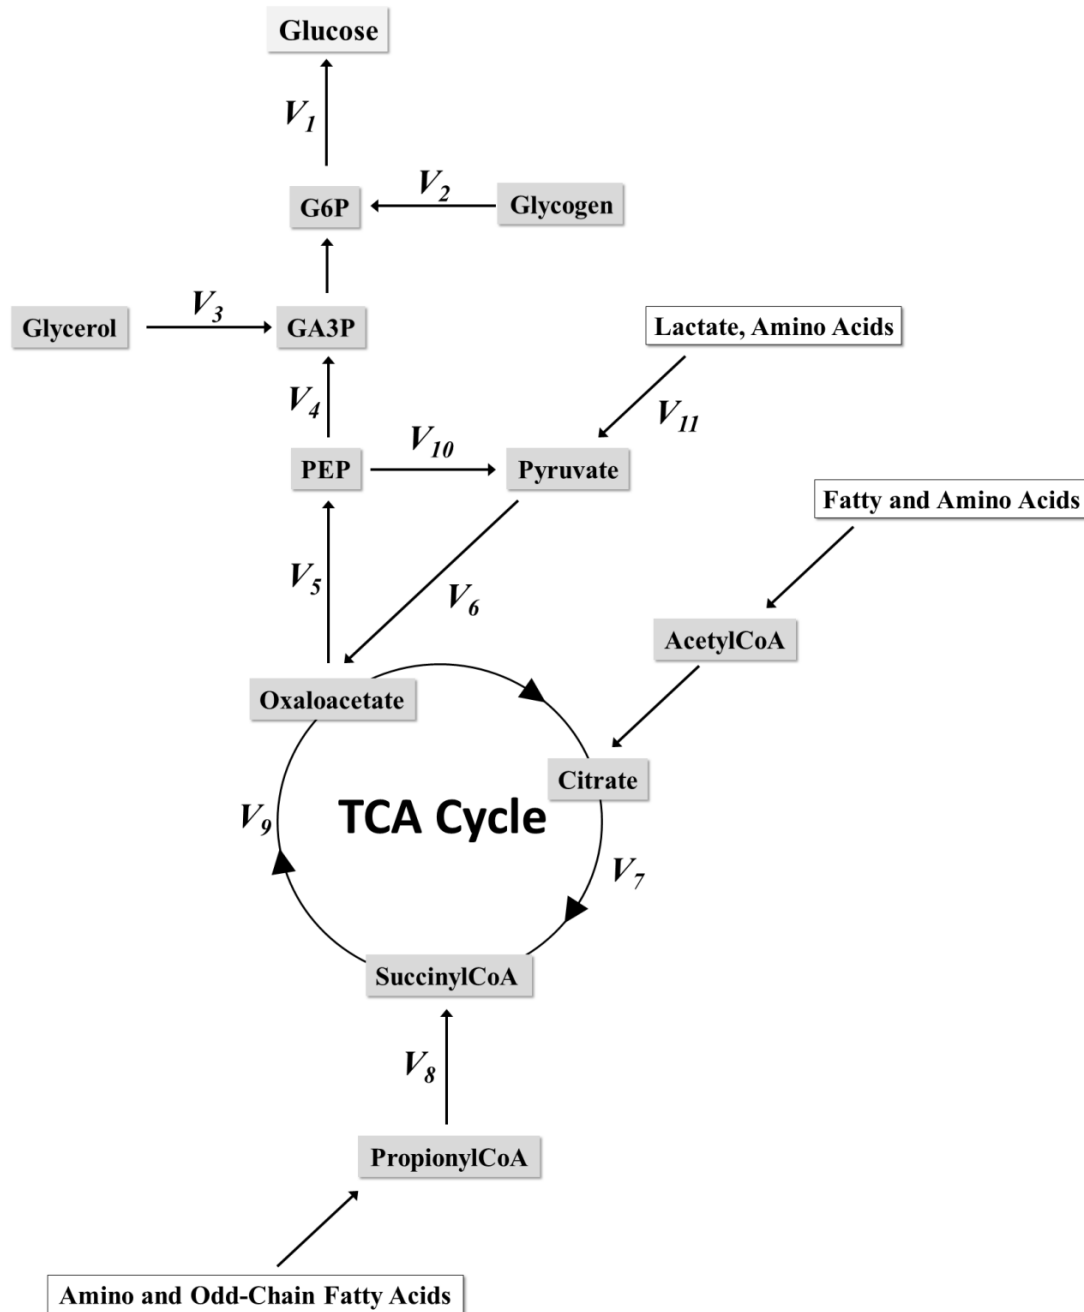 Glucose
V1
G6P
V2
Glycogen
Glycerol
V3
GA3P
Lactate, Amino Acids
V4
V10
V11
PEP
Pyruvate
Fatty and Amino Acids
V5
V6
AcetylCoA
Oxaloacetate
Citrate
TCA Cycle
V9
V7
SuccinylCoA
V8
PropionylCoA
Amino and Odd-Chain Fatty Acids